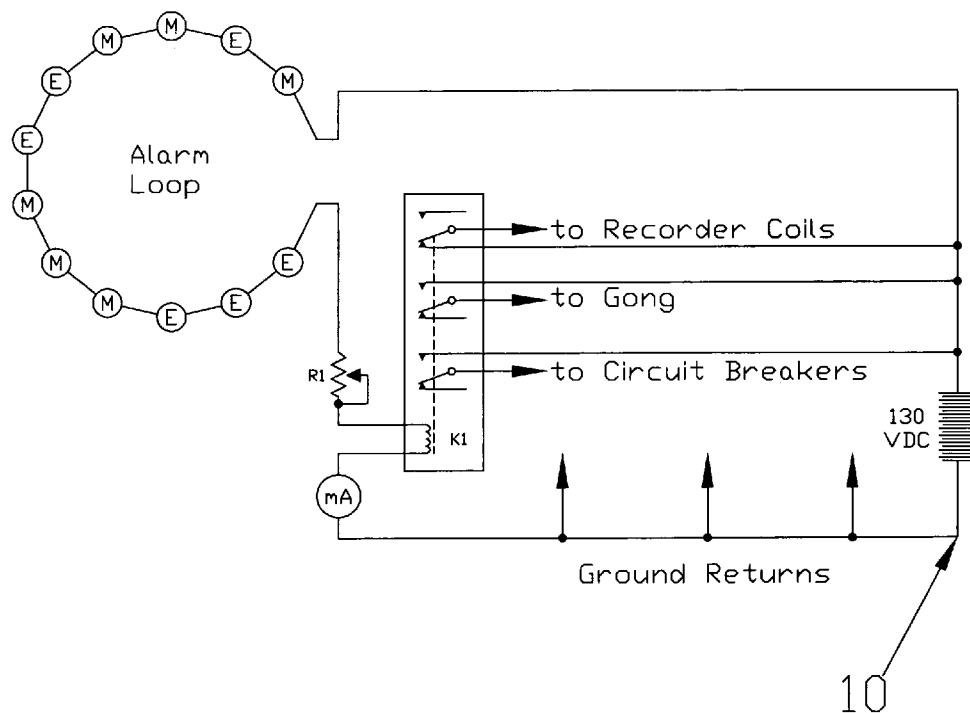 M
M
E
M
E
E
M
M
M
E
E
E
Alarm
Loop
to Recorder Coils
to Gong
to Circuit Breakers
R1
K1
mA
130
VDC
Ground Returns
10